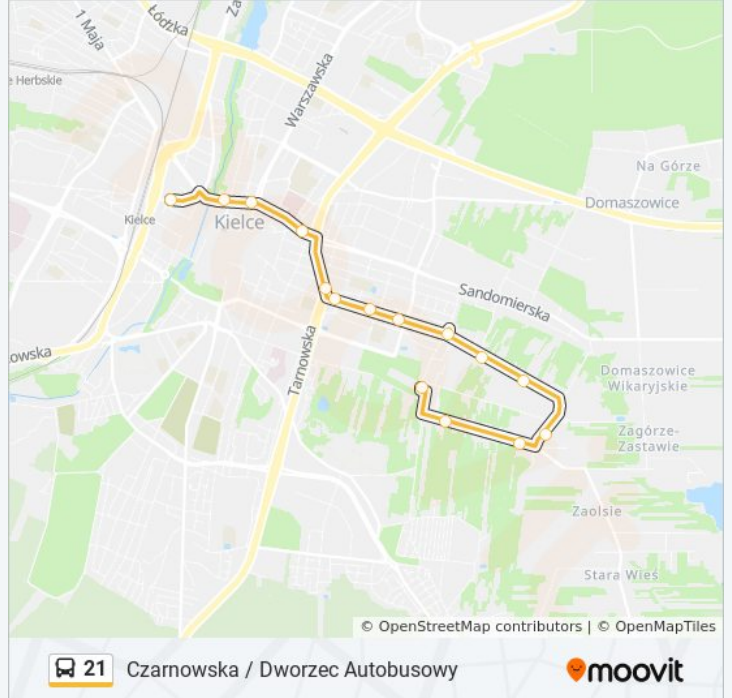 1 Maja
Łódzka
Za
e Herbskie
Warszawska
Na Górze
Domaszowice
Kielce
Kielce
Sandomierska
owska
Tarnowska
Domaszowice
Wikaryjskie
Zagórze-
Zastawie
Zaolsie
Stara Wieś
© OpenStreetMap contributors | © OpenMapTiles
21 Czarnowska / Dworzec Autobusowy
moovit